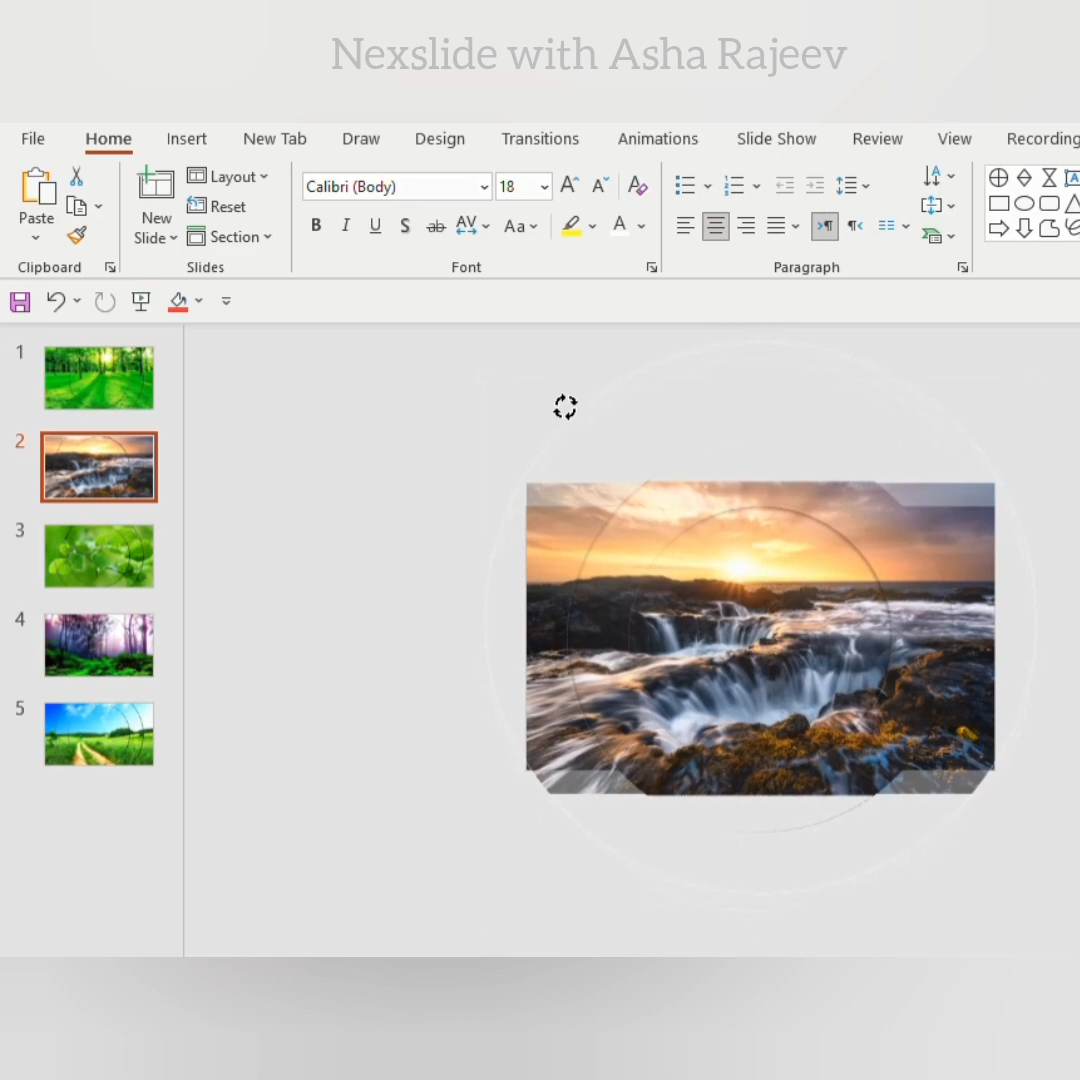 Nexslide with Asha Rajeev
File Home Insert New Tab Draw Design Transitions Animations Slide Show Review View Recording
Paste
New Slide
Layout
Reset
Section
Calibri (Body) 18
B I U S ab AV Aa A
Clipboard Slides Font Paragraph
1
2
3
4
5